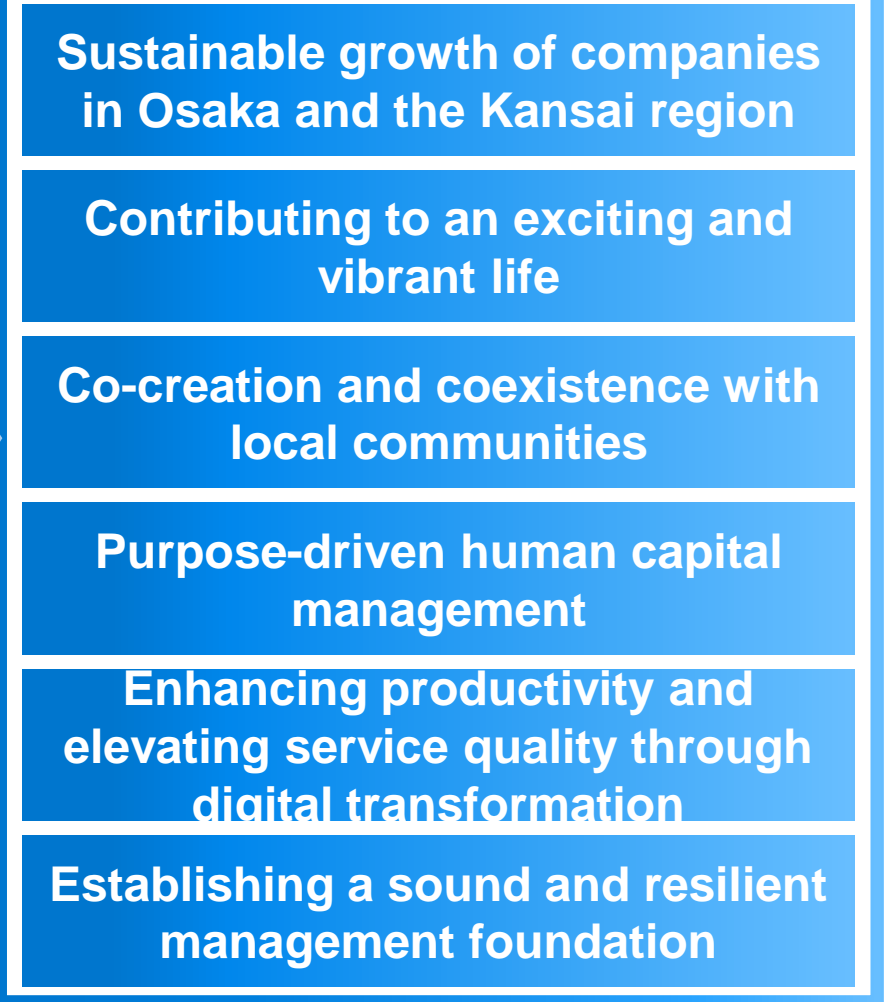 Sustainable growth of companies
in Osaka and the Kansai region
Contributing to an exciting and
vibrant life
Co-creation and coexistence with
local communities
Purpose-driven human capital
management
Enhancing productivity and
elevating service quality through
digital transformation
Establishing a sound and resilient
management foundation